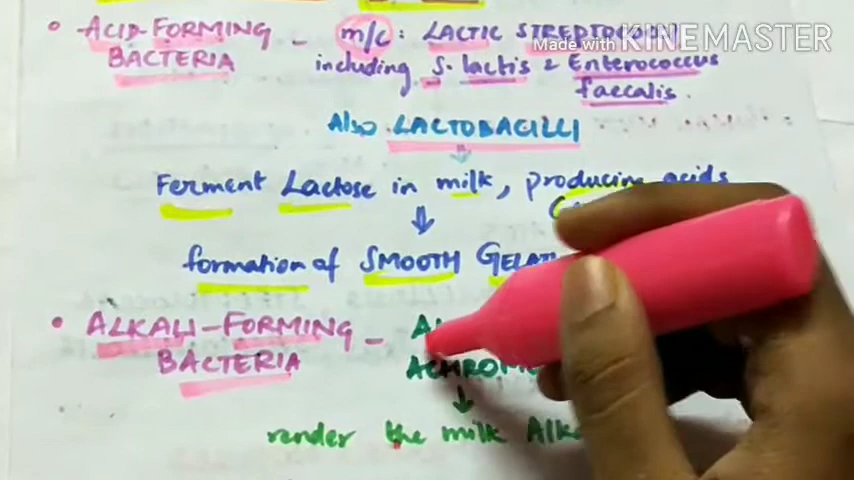 Made with KINEMASTER
• ACID-FORMING BACTERIA - m/c : LACTIC STREPTOCOCCI
including S. lactis & Enterococcus
faecalis.
Also LACTOBACILLI
Ferment Lactose in milk, producing acids
formation of SMOOTH
• ALKALI-FORMING BACTERIA -
render the milk